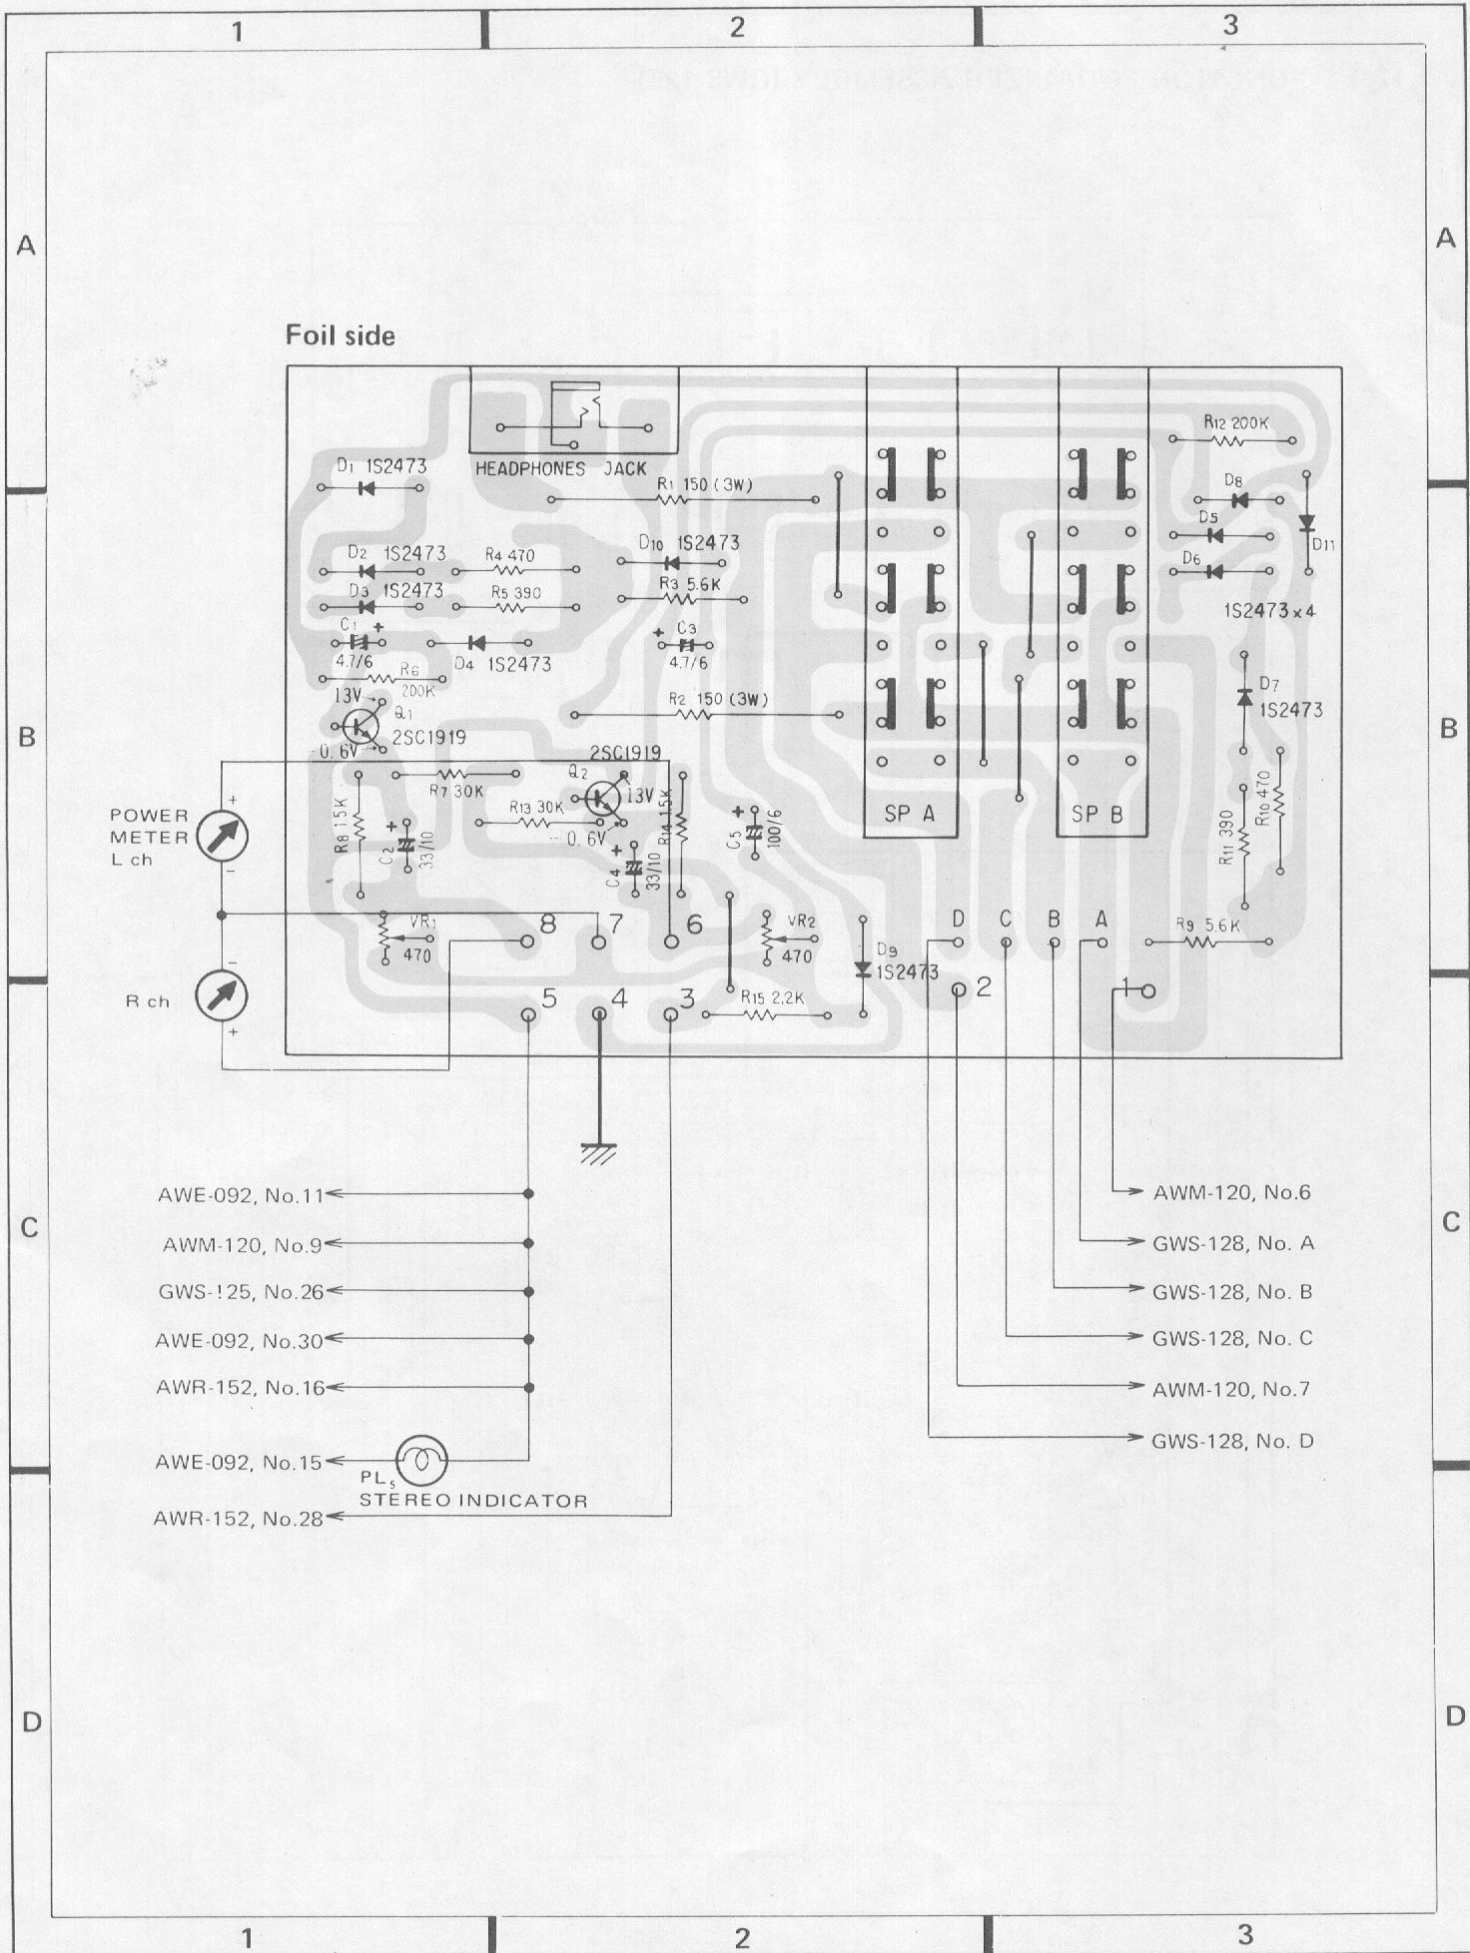 1 2 3
A A
Foil side
R12 200K
D1 1S2473
HEADPHONES JACK
R1 150 (3W)
D8
D5
D11
D2 1S2473
R4 470
D10 1S2473
D6
D3 1S2473
R5 390
R3 5.6K
1S2473x4
C1 +
4.7/6
D4 1S2473
+ C3
4.7/6
R6
200K
D7
1S2473
13V
Q1
2SC1919
-0.6V
R2 150 (3W)
B B
2SC1919
Q2
13V
-0.6V
R7 30K
R13 30K
R8 1.5K
C2 +
33/10
C4 +
33/10
R14 1.5K
C5 +
100/6
SP A
SP B
R11 390
R10 470
POWER
METER
L ch
+
-
VR1
470
8 7 6
VR2
470
D9
1S2473
D C B A
R9 5.6K
-
R ch
+
5 4 3
R15 2.2K
2
1
AWE-092, No.11
AWM-120, No.9
GWS-!25, No.26
AWE-092, No.30
AWR-152, No.16
AWE-092, No.15
PL5
STEREO INDICATOR
AWR-152, No.28
AWM-120, No.6
GWS-128, No. A
GWS-128, No. B
GWS-128, No. C
AWM-120, No.7
GWS-128, No. D
C C
D D
1 2 3